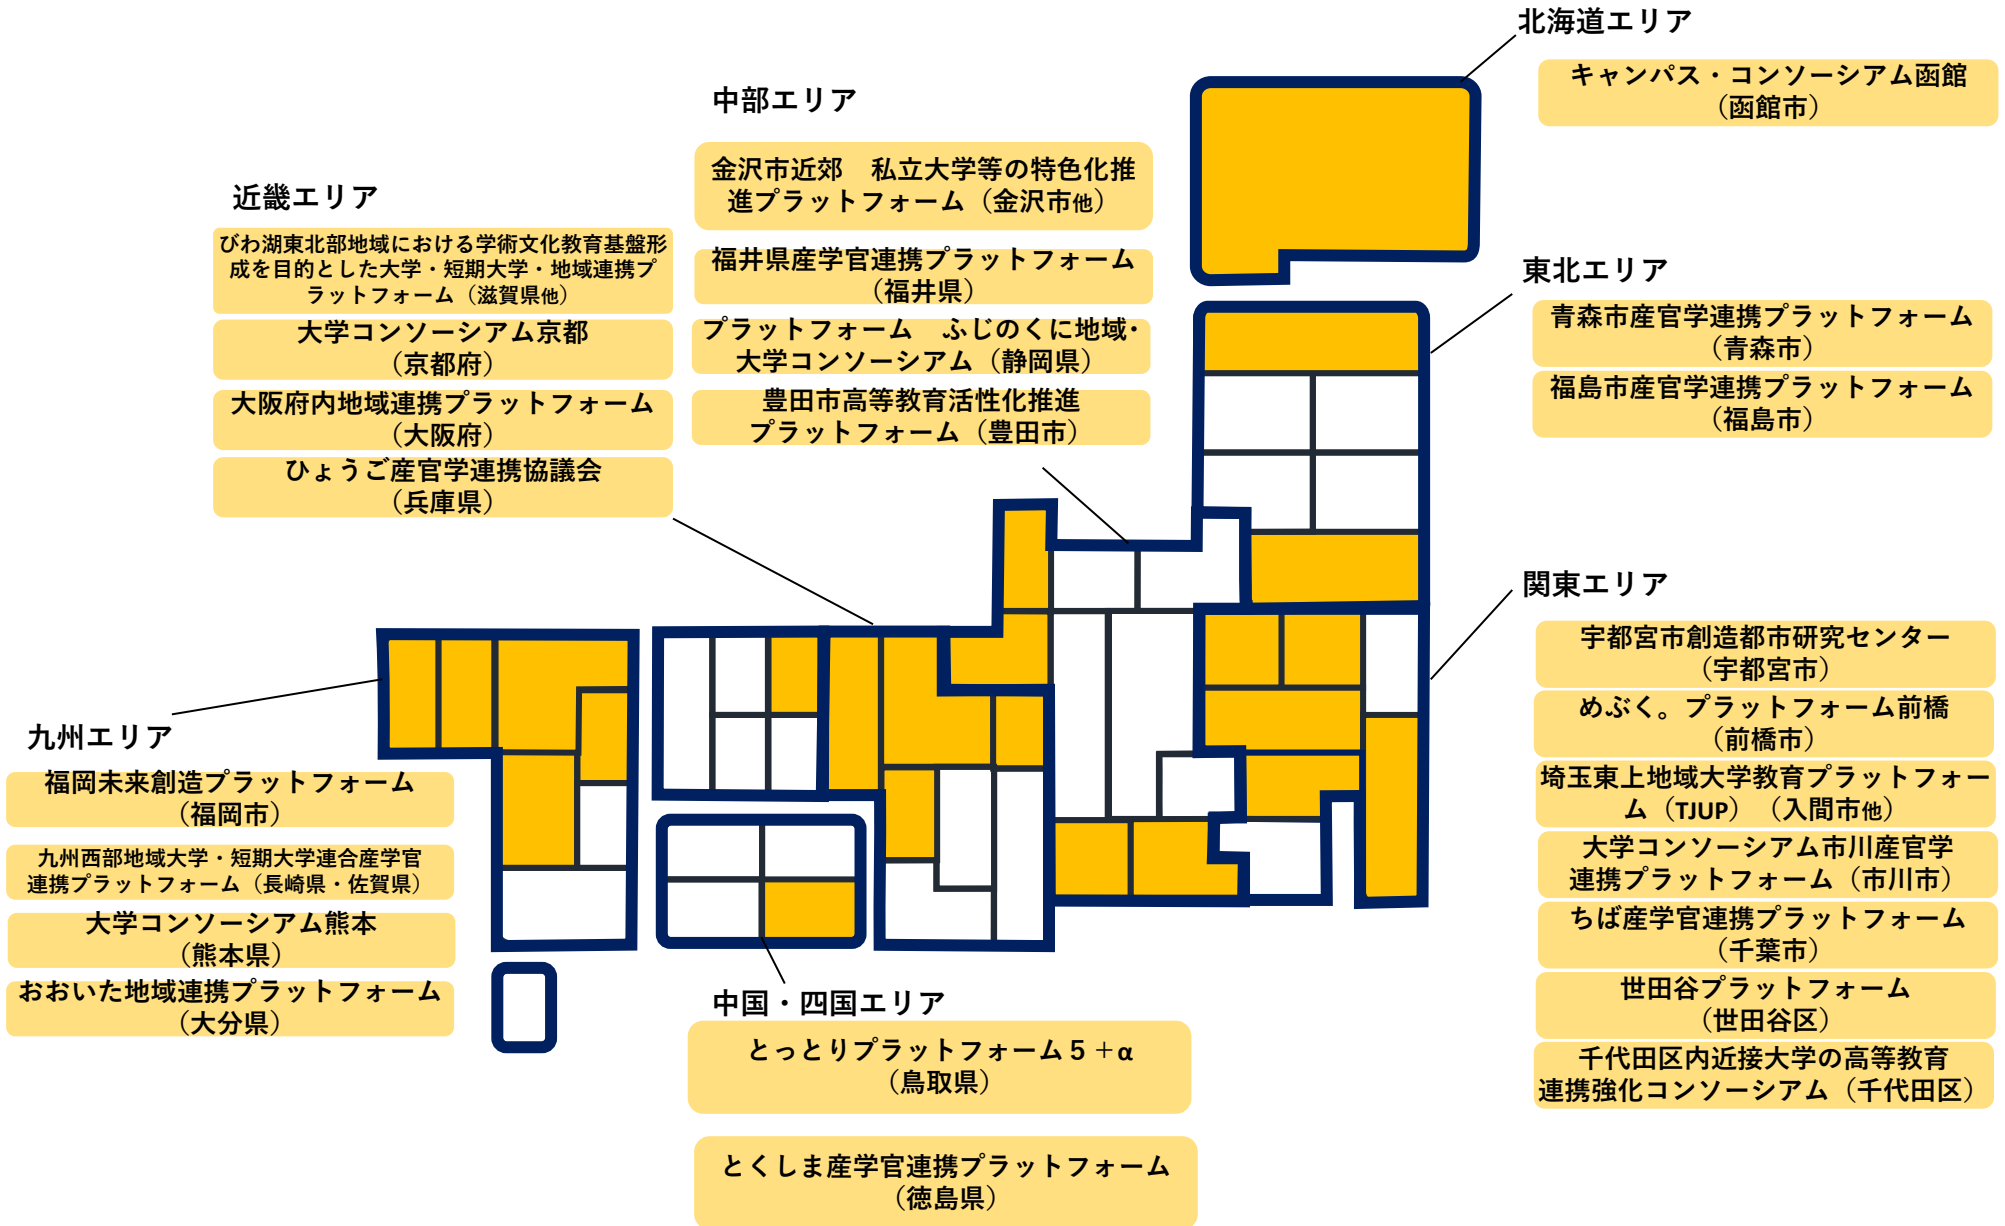 北海道エリア
キャンパス・コンソーシアム函館
（函館市）
東北エリア
青森市産官学連携プラットフォーム
（青森市）
福島市産官学連携プラットフォーム
（福島市）
関東エリア
宇都宮市創造都市研究センター
（宇都宮市）
めぶく。プラットフォーム前橋
（前橋市）
埼玉東上地域大学教育プラットフォー
ム（TJUP）（入間市他）
大学コンソーシアム市川産官学
連携プラットフォーム（市川市）
ちば産学官連携プラットフォーム
（千葉市）
世田谷プラットフォーム
（世田谷区）
千代田区内近接大学の高等教育
連携強化コンソーシアム（千代田区）
中部エリア
金沢市近郊　私立大学等の特色化推
進プラットフォーム（金沢市他）
福井県産学官連携プラットフォーム
（福井県）
プラットフォーム　ふじのくに地域・
大学コンソーシアム（静岡県）
豊田市高等教育活性化推進
プラットフォーム（豊田市）
近畿エリア
びわ湖東北部地域における学術文化教育基盤形
成を目的とした大学・短期大学・地域連携プ
ラットフォーム（滋賀県他）
大学コンソーシアム京都
（京都府）
大阪府内地域連携プラットフォーム
（大阪府）
ひょうご産官学連携協議会
（兵庫県）
中国・四国エリア
とっとりプラットフォーム５＋α
（鳥取県）
とくしま産学官連携プラットフォーム
（徳島県）
九州エリア
福岡未来創造プラットフォーム
（福岡市）
九州西部地域大学・短期大学連合産学官
連携プラットフォーム（長崎県・佐賀県）
大学コンソーシアム熊本
（熊本県）
おおいた地域連携プラットフォーム
（大分県）